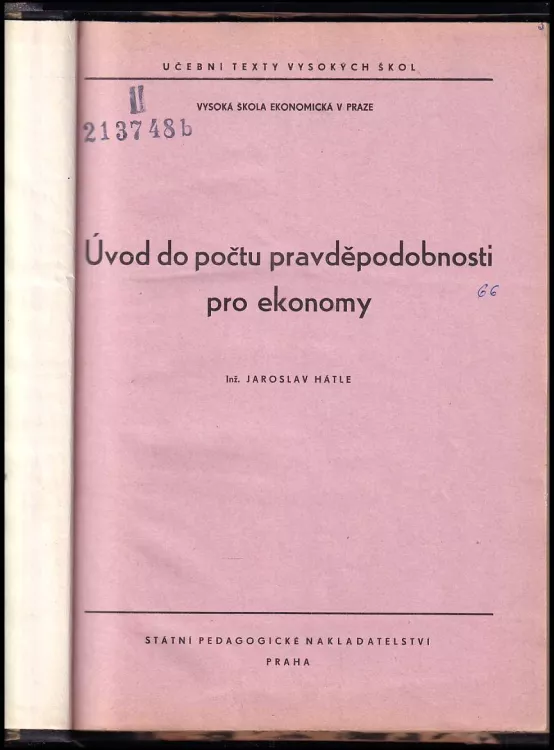 UČEBNÍ TEXTY VYSOKÝCH ŠKOL
VYSOKÁ ŠKOLA EKONOMICKÁ V PRAZE
II
213748b
Úvod do počtu pravděpodobnosti
pro ekonomy
66
Inž. JAROSLAV HÁTLE
STÁTNÍ PEDAGOGICKÉ NAKLADATELSTVÍ
PRAHA